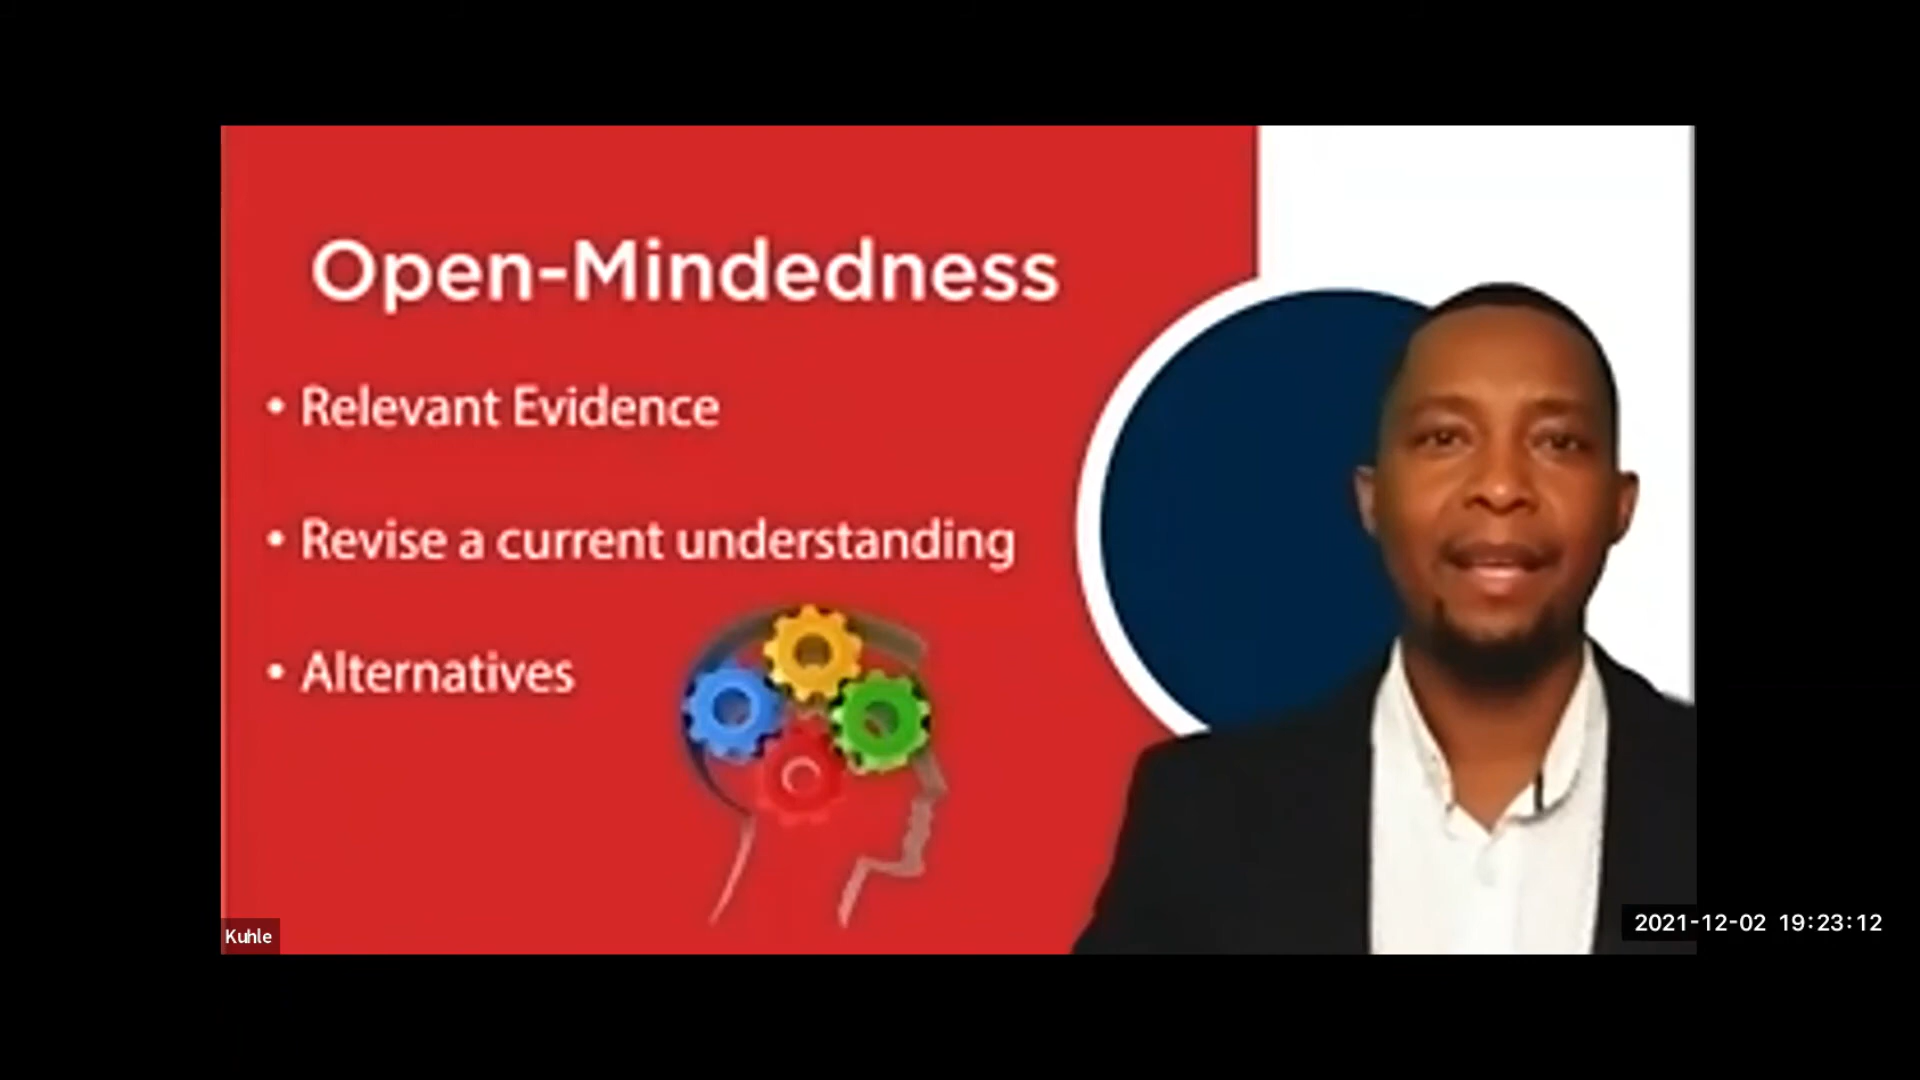 Open-Mindedness
• Relevant Evidence
• Revise a current understanding
• Alternatives
Kuhle
2021-12-02 19:23:12